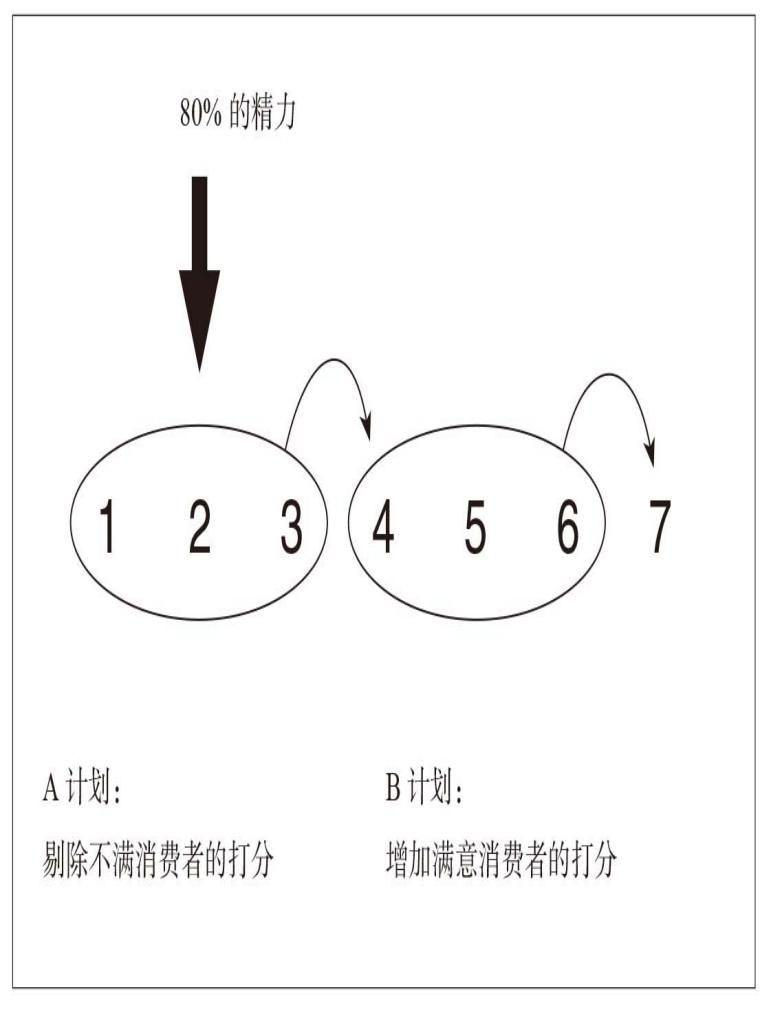 80% 的精力
1 2 3 4 5 6 7
A 计划：
剔除不满消费者的打分
B 计划：
增加满意消费者的打分